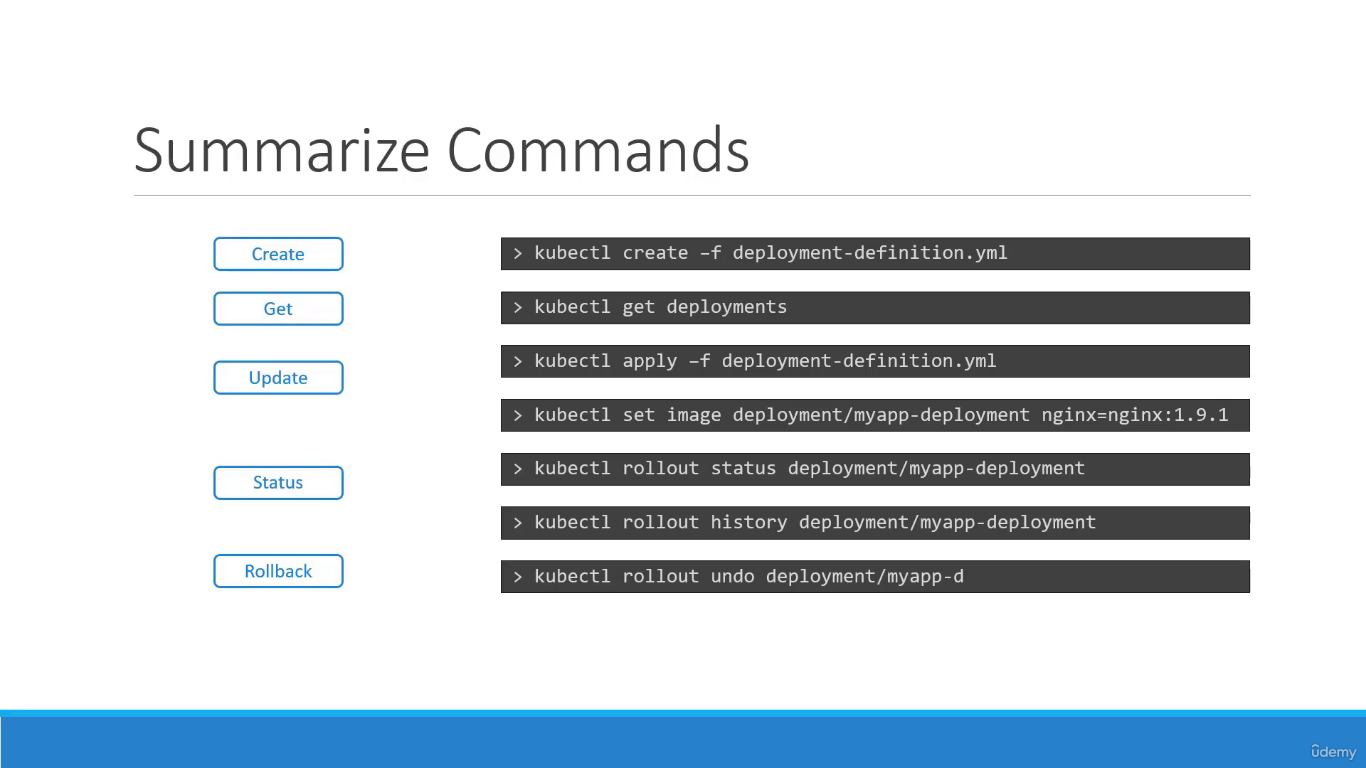 Summarize Commands
Create
> kubectl create –f deployment-definition.yml
Get
> kubectl get deployments
Update
> kubectl apply –f deployment-definition.yml
> kubectl set image deployment/myapp-deployment nginx=nginx:1.9.1
Status
> kubectl rollout status deployment/myapp-deployment
> kubectl rollout history deployment/myapp-deployment
Rollback
> kubectl rollout undo deployment/myapp-d
ûdemy